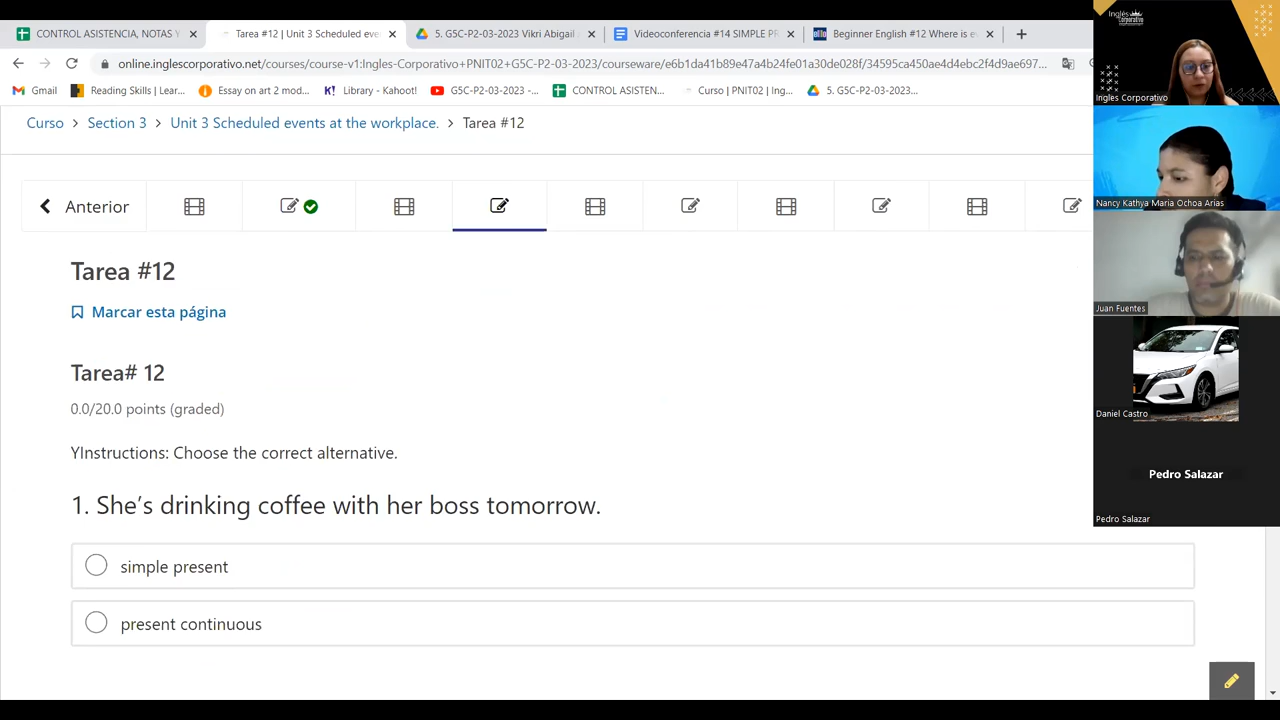 CONTROL ASISTENCIA, NOTAS Y
Tarea #12 | Unit 3 Scheduled eve
G5C-P2-03-2023 Vikri Abigail
Videoconferencia #14 SIMPLE PR
Beginner English #12 Where is e
online.inglescorporativo.net/courses/course-v1:Ingles-Corporativo+PNIT02+G5C-P2-03-2023/courseware/e6b1da41b89e47a4b24fe01a30de028f/34595ca450ae4d4ebc2f4d9ae697...
Gmail
Reading Skills | Lear...
Essay on art 2 mod...
Library - Kahoot!
G5C-P2-03-2023 -...
CONTROL ASISTEN...
Curso | PNIT02 | Ing...
5. G5C-P2-03-2023...
Curso > Section 3 > Unit 3 Scheduled events at the workplace. > Tarea #12
Anterior
Tarea #12
Marcar esta página
Tarea# 12
0.0/20.0 points (graded)
YInstructions: Choose the correct alternative.
1. She’s drinking coffee with her boss tomorrow.
simple present
present continuous
Inglés
Corporativo
Ingles Corporativo
Nancy Kathya Maria Ochoa Arias
Juan Fuentes
Daniel Castro
Pedro Salazar
Pedro Salazar